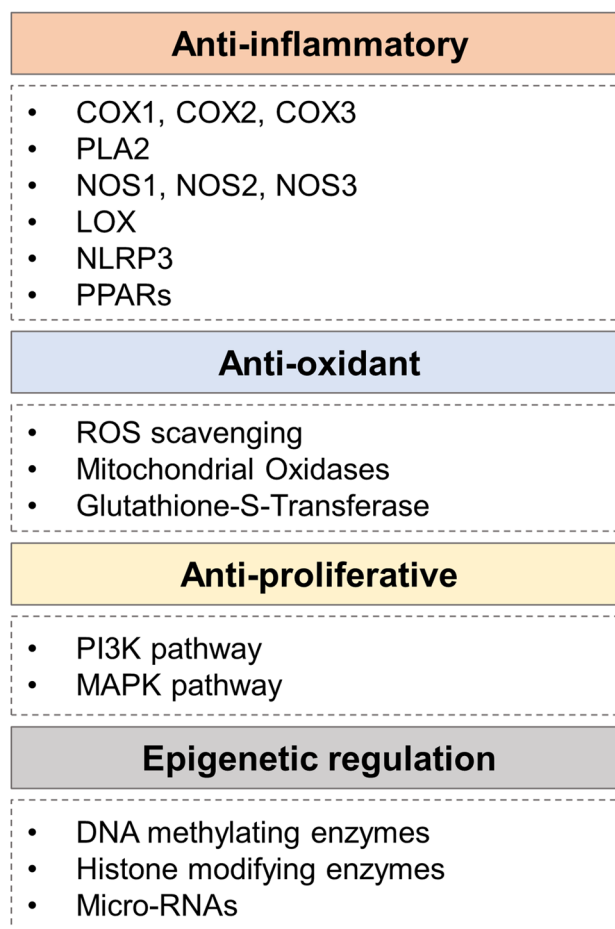 Anti-inflammatory
• COX1, COX2, COX3
• PLA2
• NOS1, NOS2, NOS3
• LOX
• NLRP3
• PPARs
Anti-oxidant
• ROS scavenging
• Mitochondrial Oxidases
• Glutathione-S-Transferase
Anti-proliferative
• PI3K pathway
• MAPK pathway
Epigenetic regulation
• DNA methylating enzymes
• Histone modifying enzymes
• Micro-RNAs